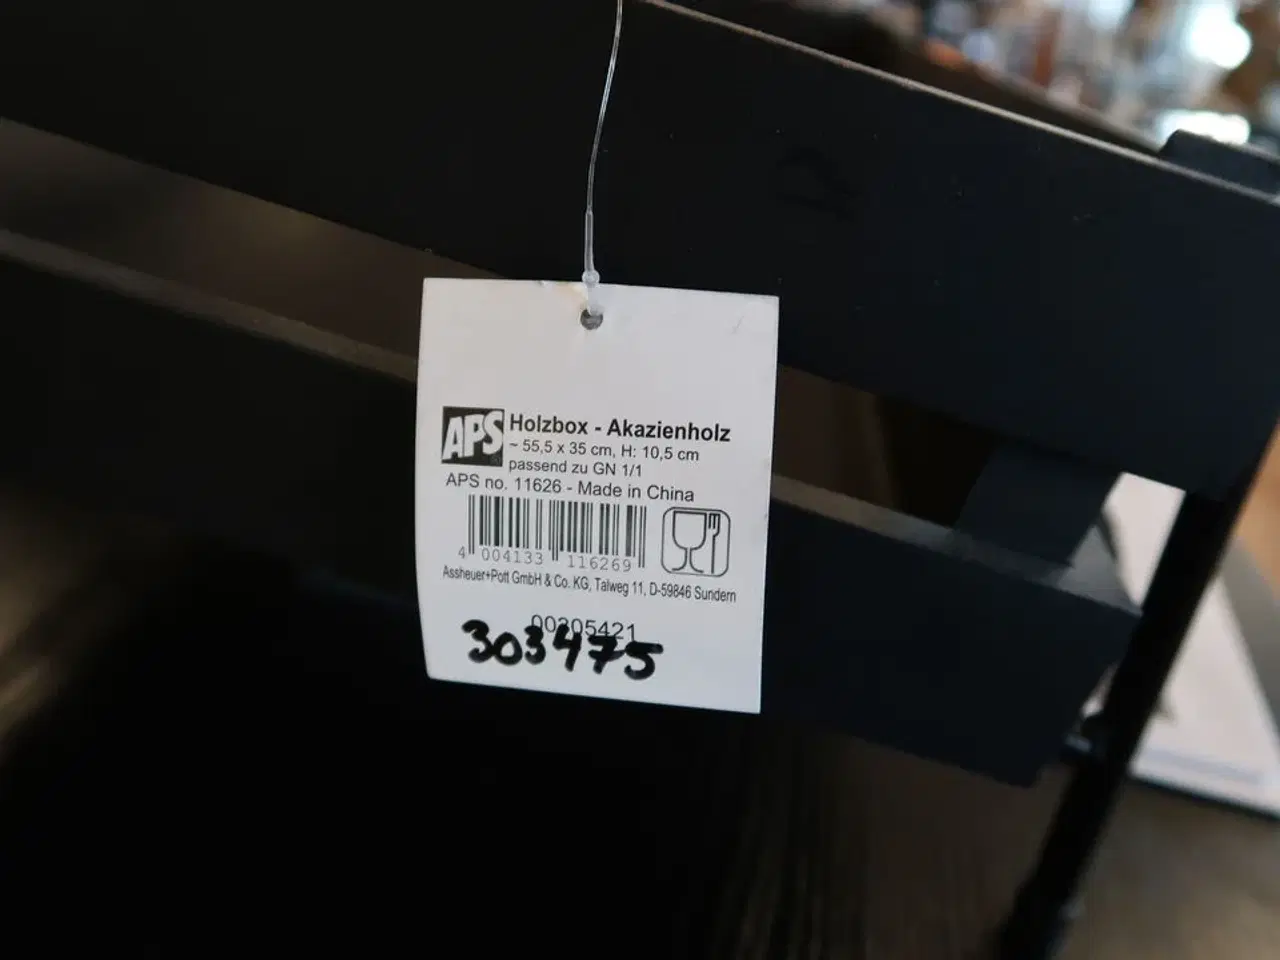 APS
Holzbox - Akazienholz
~ 55,5 x 35 cm, H: 10,5 cm
passend zu GN 1/1
APS no. 11626 - Made in China
4 004133 116269
Assheuer+Pott GmbH & Co. KG, Talweg 11, D-59846 Sundern
00205421
303475